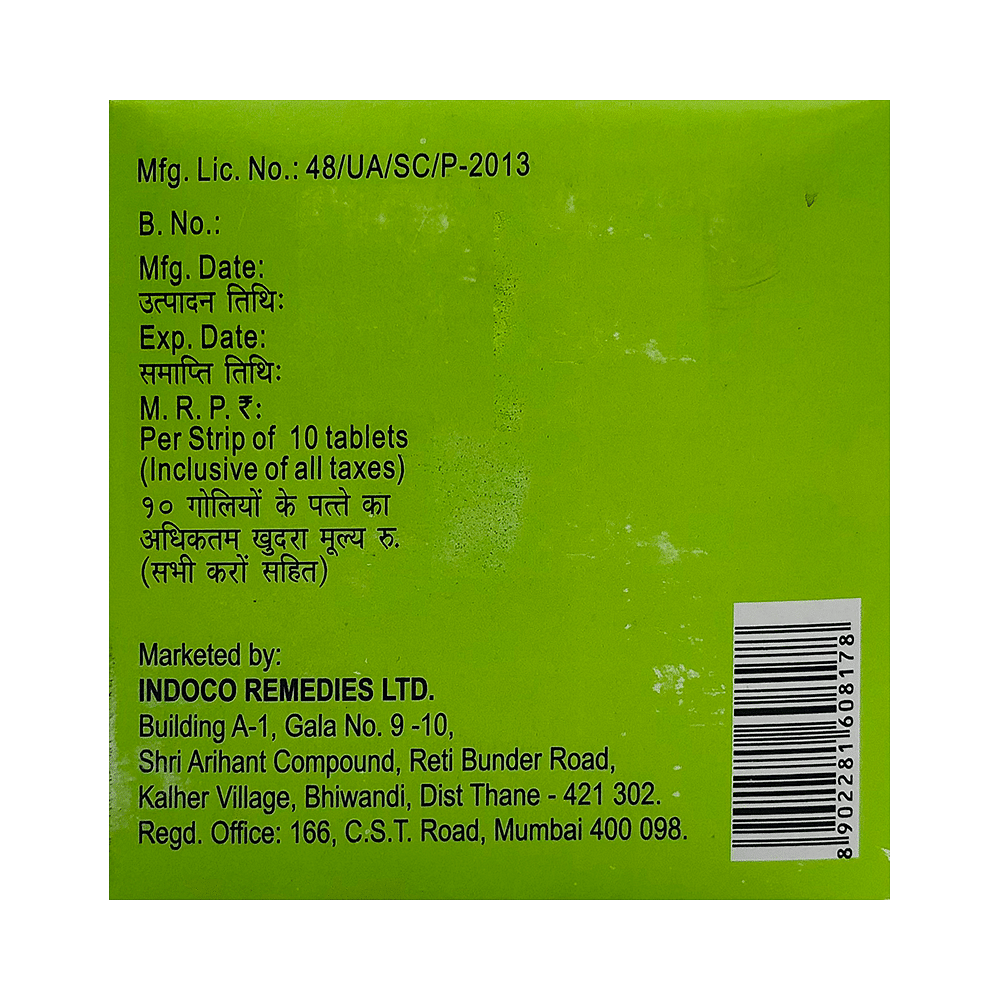 Mfg. Lic. No.: 48/UA/SC/P-2013
B. No.:
Mfg. Date:
उत्पादन तिथिः
Exp. Date:
समाप्ति तिथिः
M. R. P. ₹:
Per Strip of 10 tablets
(Inclusive of all taxes)
१० गोलियों के पत्ते का
अधिकतम खुदरा मूल्य रु.
(सभी करों सहित)
Marketed by:
INDOCO REMEDIES LTD.
Building A-1, Gala No. 9 -10,
Shri Arihant Compound, Reti Bunder Road,
Kalher Village, Bhiwandi, Dist Thane - 421 302.
Regd. Office: 166, C.S.T. Road, Mumbai 400 098.
8 902281 608178